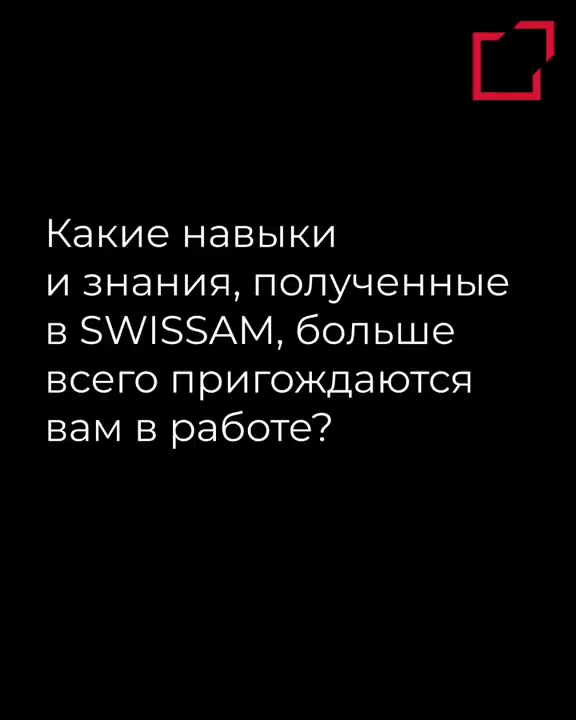 Какие навыки
и знания, полученные
в SWISSAM, больше
всего пригождаются
вам в работе?